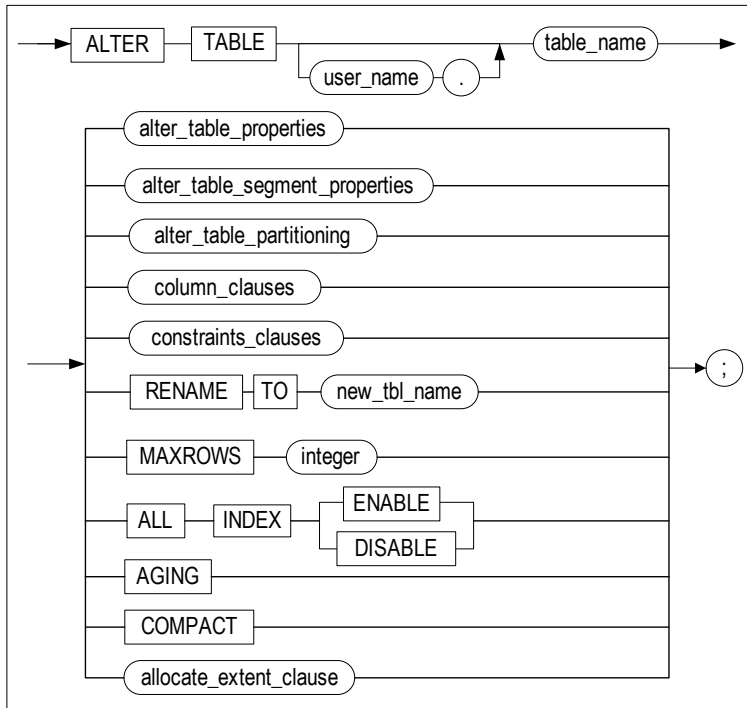 ALTER TABLE table_name
user_name .
alter_table_properties
alter_table_segment_properties
alter_table_partitioning
column_clauses
constraints_clauses
RENAME TO new_tbl_name
;
MAXROWS integer
ENABLE
ALL INDEX
DISABLE
AGING
COMPACT
allocate_extent_clause